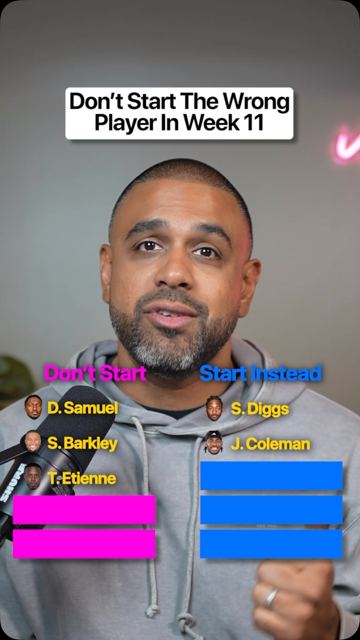 Don't Start The Wrong
Player In Week 11
Don't Start
Start Instead
D. Samuel
S. Diggs
S. Barkley
J. Coleman
T. Etienne